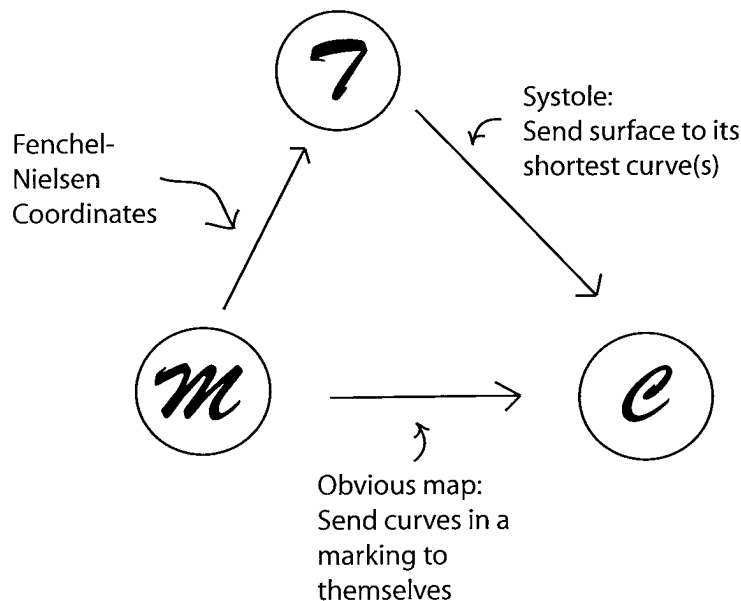 T
Systole:
Send surface to its
shortest curve(s)
Fenchel-
Nielsen
Coordinates
M
C
Obvious map:
Send curves in a
marking to
themselves